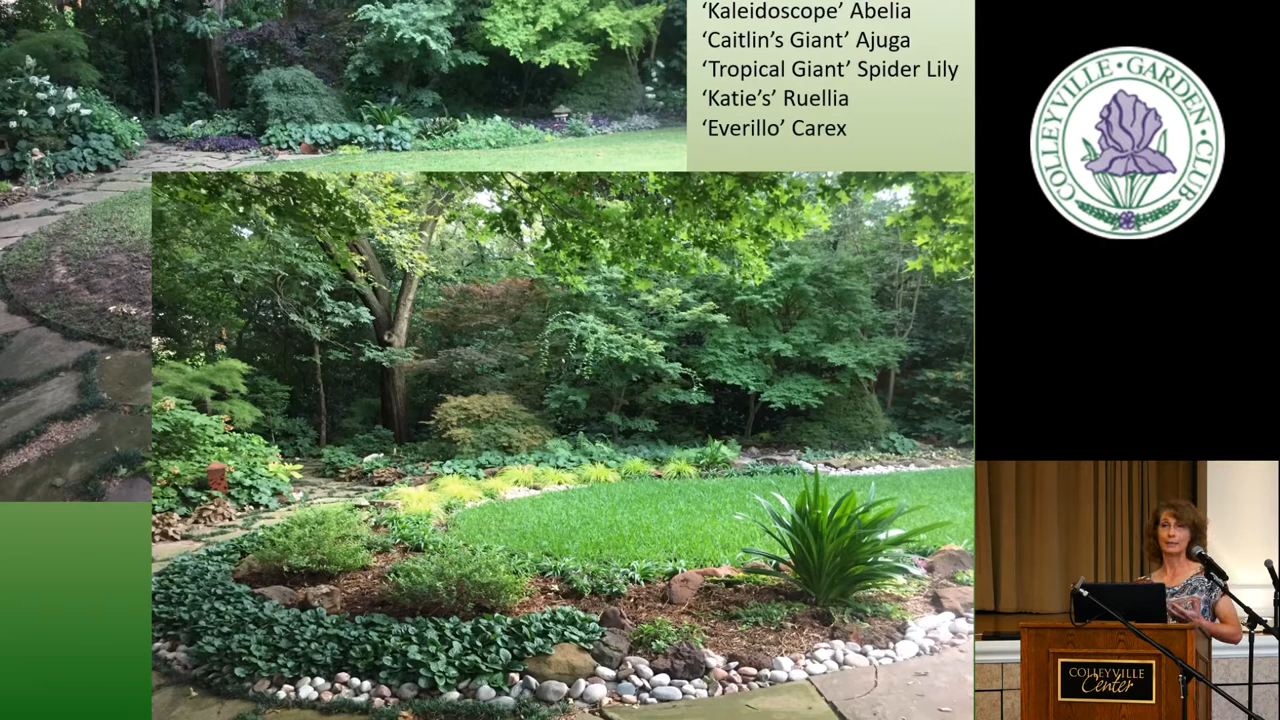 ‘Kaleidoscope’ Abelia
‘Caitlin’s Giant’ Ajuga
‘Tropical Giant’ Spider Lily
‘Katie’s’ Ruellia
‘Everillo’ Carex
COLLEYVILLE • GARDEN • CLUB •
COLLEYVILLE
Center